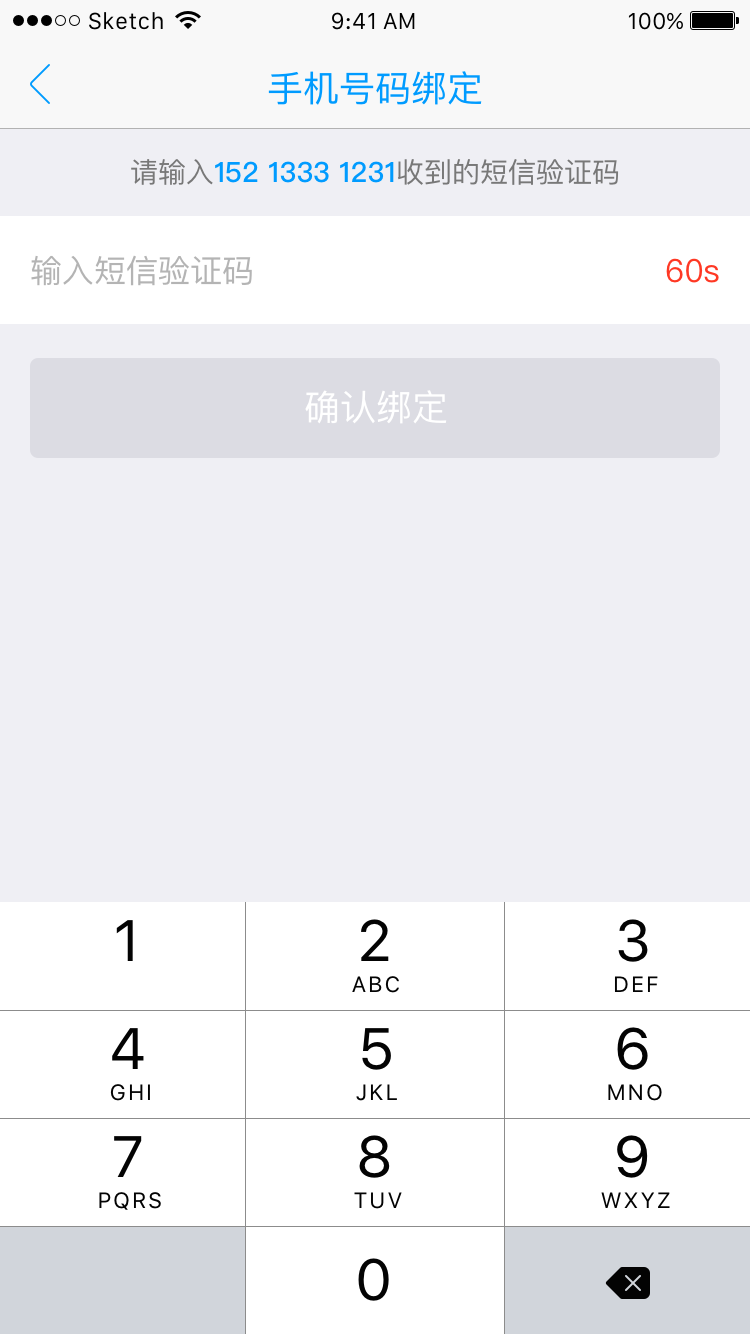 Sketch 9:41 AM 100%
手机号码绑定
请输入152 1333 1231收到的短信验证码
输入短信验证码 60s
确认绑定
1 2 3
ABC DEF
4 5 6
GHI JKL MNO
7 8 9
PQRS TUV WXYZ
0